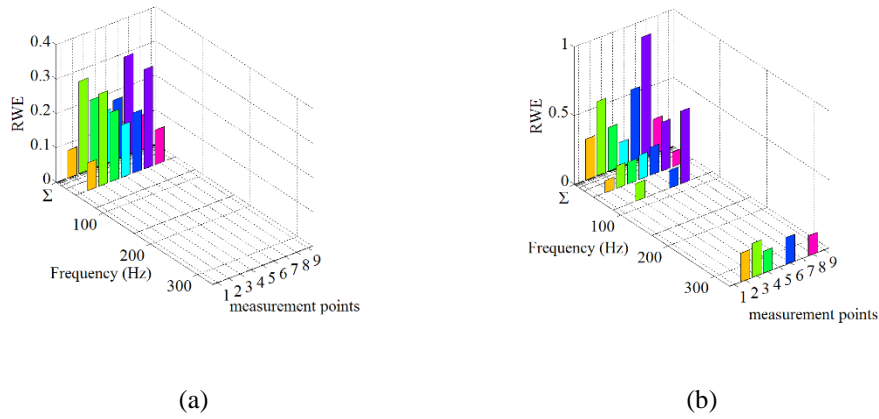 0.4
0.3
0.2
0.1
0
RWE
Σ
100
200
300
Frequency (Hz)
1 2 3 4 5 6 7 8 9
measurement points
(a)
1
0.5
0
RWE
Σ
100
200
300
Frequency (Hz)
1 2 3 4 5 6 7 8 9
measurement points
(b)